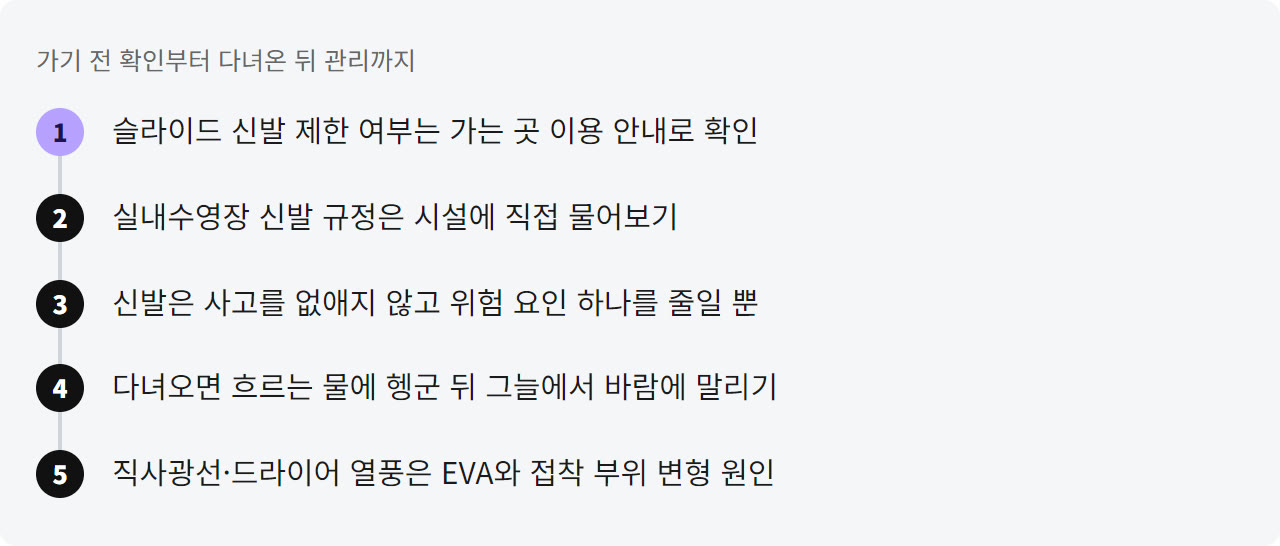 가기 전 확인부터 다녀온 뒤 관리까지
1 슬라이드 신발 제한 여부는 가는 곳 이용 안내로 확인
2 실내수영장 신발 규정은 시설에 직접 물어보기
3 신발은 사고를 없애지 않고 위험 요인 하나를 줄일 뿐
4 다녀오면 흐르는 물에 헹군 뒤 그늘에서 바람에 말리기
5 직사광선·드라이어 열풍은 EVA와 접착 부위 변형 원인